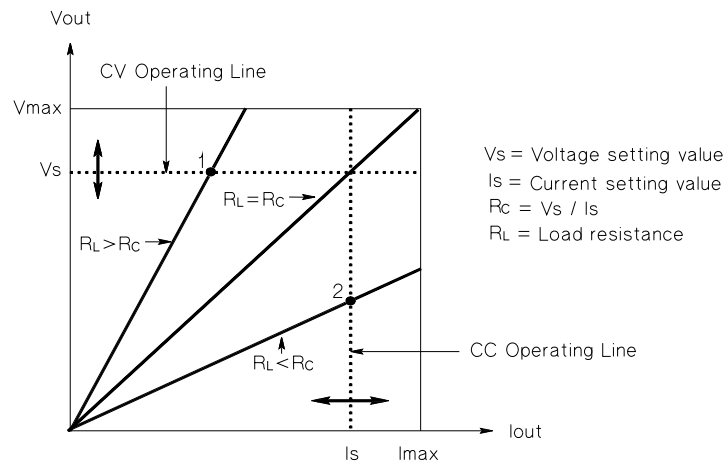 Vout
CV Operating Line
Vmax
Vs
1
RL=RC
RL>RC
2
RL<RC
CC Operating Line
Iout
Is
Imax
Vs = Voltage setting value
Is = Current setting value
RC = Vs / Is
RL = Load resistance